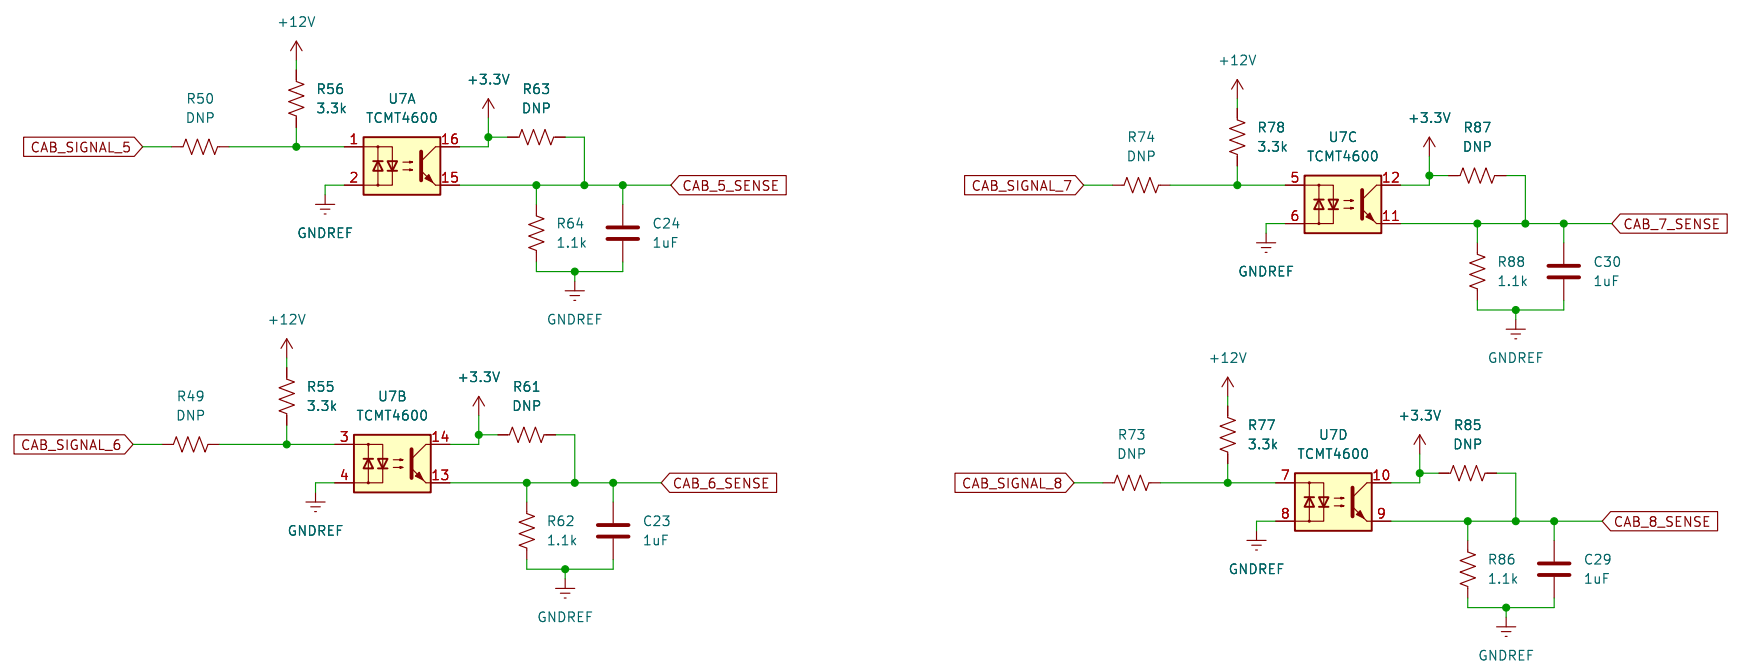 +12V
R56
3.3k
R50
DNP
CAB_SIGNAL_5
U7A
TCMT4600
1
2
16
15
+3.3V
R63
DNP
CAB_5_SENSE
GNDREF
R64
1.1k
C24
1uF
GNDREF
+12V
R55
3.3k
R49
DNP
CAB_SIGNAL_6
U7B
TCMT4600
3
4
14
13
+3.3V
R61
DNP
CAB_6_SENSE
GNDREF
R62
1.1k
C23
1uF
GNDREF
+12V
R78
3.3k
R74
DNP
CAB_SIGNAL_7
U7C
TCMT4600
5
6
12
11
+3.3V
R87
DNP
CAB_7_SENSE
GNDREF
R88
1.1k
C30
1uF
GNDREF
+12V
R77
3.3k
R73
DNP
CAB_SIGNAL_8
U7D
TCMT4600
7
8
10
9
+3.3V
R85
DNP
CAB_8_SENSE
GNDREF
R86
1.1k
C29
1uF
GNDREF